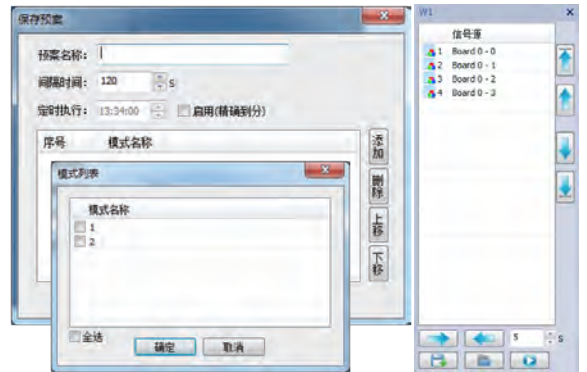 保存预案
预案名称：
间隔时间： 120 s
定时执行： 13:34:00 启用(精确到分)
序号 模式名称
添加
删除
上移
下移
模式列表
模式名称
1
2
全选
确定 取消
W1
信号源
1 Board 0 - 0
2 Board 0 - 1
3 Board 0 - 2
4 Board 0 - 3
5 s